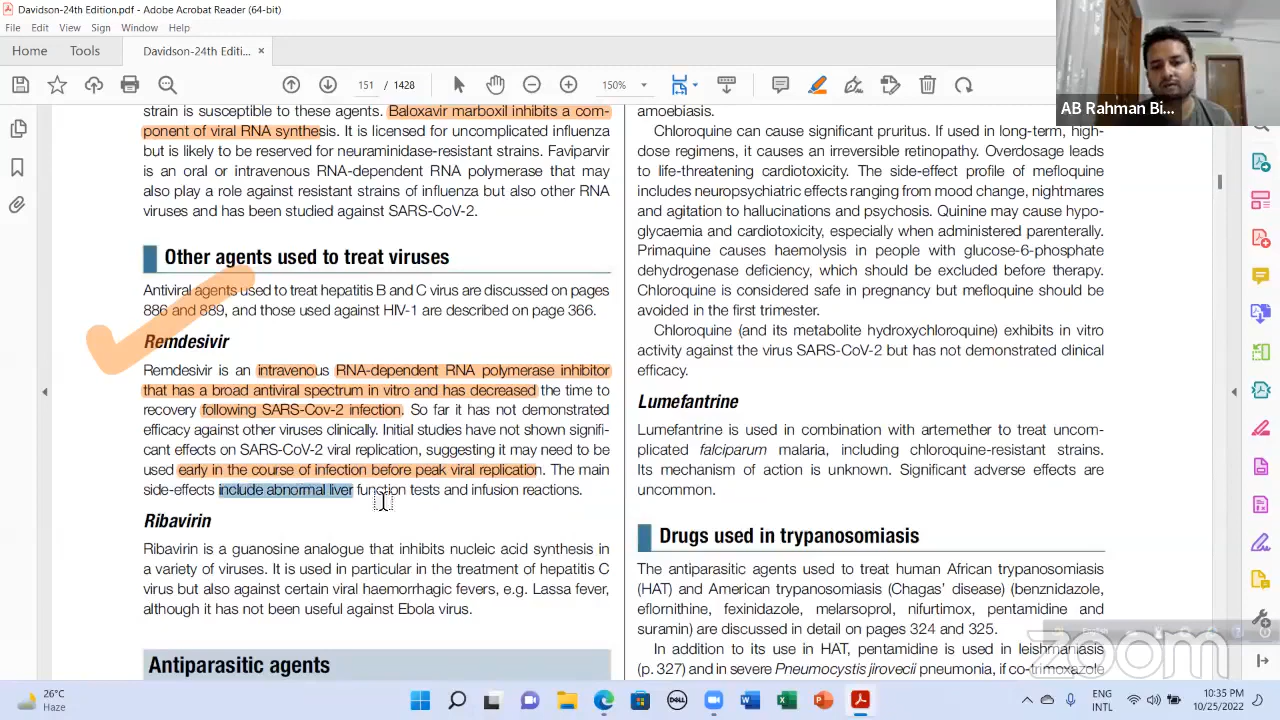 Davidson-24th Edition.pdf - Adobe Acrobat Reader (64-bit)
File Edit View Sign Window Help
Home Tools Davidson-24th Editi... ×
151 / 1428 150%
AB Rahman Bi...
strain is susceptible to these agents. Baloxavir marboxil inhibits a com-
ponent of viral RNA synthesis. It is licensed for uncomplicated influenza
but is likely to be reserved for neuraminidase-resistant strains. Faviparvir
is an oral or intravenous RNA-dependent RNA polymerase that may
also play a role against resistant strains of influenza but also other RNA
viruses and has been studied against SARS-CoV-2.
Other agents used to treat viruses
Antiviral agents used to treat hepatitis B and C virus are discussed on pages
886 and 889, and those used against HIV-1 are described on page 366.
Remdesivir
Remdesivir is an intravenous RNA-dependent RNA polymerase inhibitor
that has a broad antiviral spectrum in vitro and has decreased the time to
recovery following SARS-Cov-2 infection. So far it has not demonstrated
efficacy against other viruses clinically. Initial studies have not shown signifi-
cant effects on SARS-CoV-2 viral replication, suggesting it may need to be
used early in the course of infection before peak viral replication. The main
side-effects include abnormal liver function tests and infusion reactions.
Ribavirin
Ribavirin is a guanosine analogue that inhibits nucleic acid synthesis in
a variety of viruses. It is used in particular in the treatment of hepatitis C
virus but also against certain viral haemorrhagic fevers, e.g. Lassa fever,
although it has not been useful against Ebola virus.
Antiparasitic agents
amoebiasis.
Chloroquine can cause significant pruritus. If used in long-term, high-
dose regimens, it causes an irreversible retinopathy. Overdosage leads
to life-threatening cardiotoxicity. The side-effect profile of mefloquine
includes neuropsychiatric effects ranging from mood change, nightmares
and agitation to hallucinations and psychosis. Quinine may cause hypo-
glycaemia and cardiotoxicity, especially when administered parenterally.
Primaquine causes haemolysis in people with glucose-6-phosphate
dehydrogenase deficiency, which should be excluded before therapy.
Chloroquine is considered safe in pregnancy but mefloquine should be
avoided in the first trimester.
Chloroquine (and its metabolite hydroxychloroquine) exhibits in vitro
activity against the virus SARS-CoV-2 but has not demonstrated clinical
efficacy.
Lumefantrine
Lumefantrine is used in combination with artemether to treat uncom-
plicated falciparum malaria, including chloroquine-resistant strains.
Its mechanism of action is unknown. Significant adverse effects are
uncommon.
Drugs used in trypanosomiasis
The antiparasitic agents used to treat human African trypanosomiasis
(HAT) and American trypanosomiasis (Chagas' disease) (benznidazole,
eflornithine, fexinidazole, melarsoprol, nifurtimox, pentamidine and
suramin) are discussed in detail on pages 324 and 325.
In addition to its use in HAT, pentamidine is used in leishmaniasis
(p. 327) and in severe Pneumocystis jirovecii pneumonia, if co-trimoxazole
zoom
26°C
Haze
DELL
ENG
INTL
10:35 PM
10/25/2022